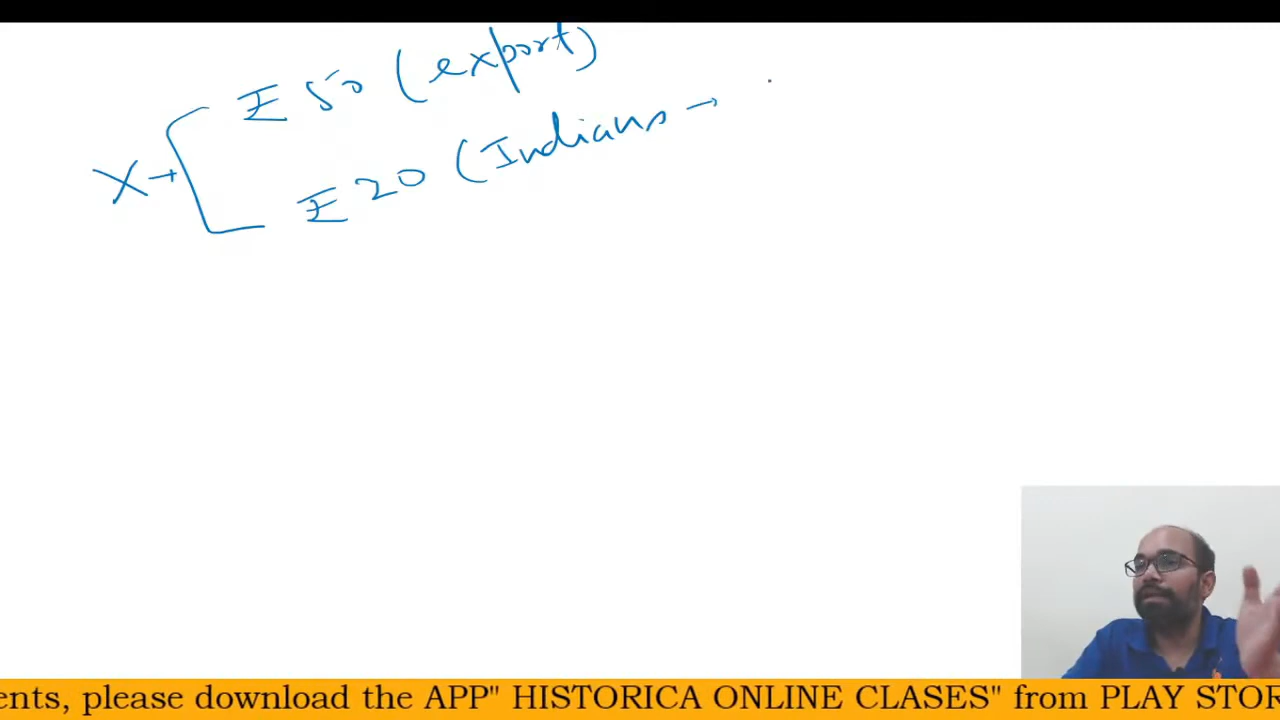 ₹ 50 (export)
X → ₹ 20 (Indians →
ents, please download the APP" HISTORICA ONLINE CLASES" from PLAY STOR